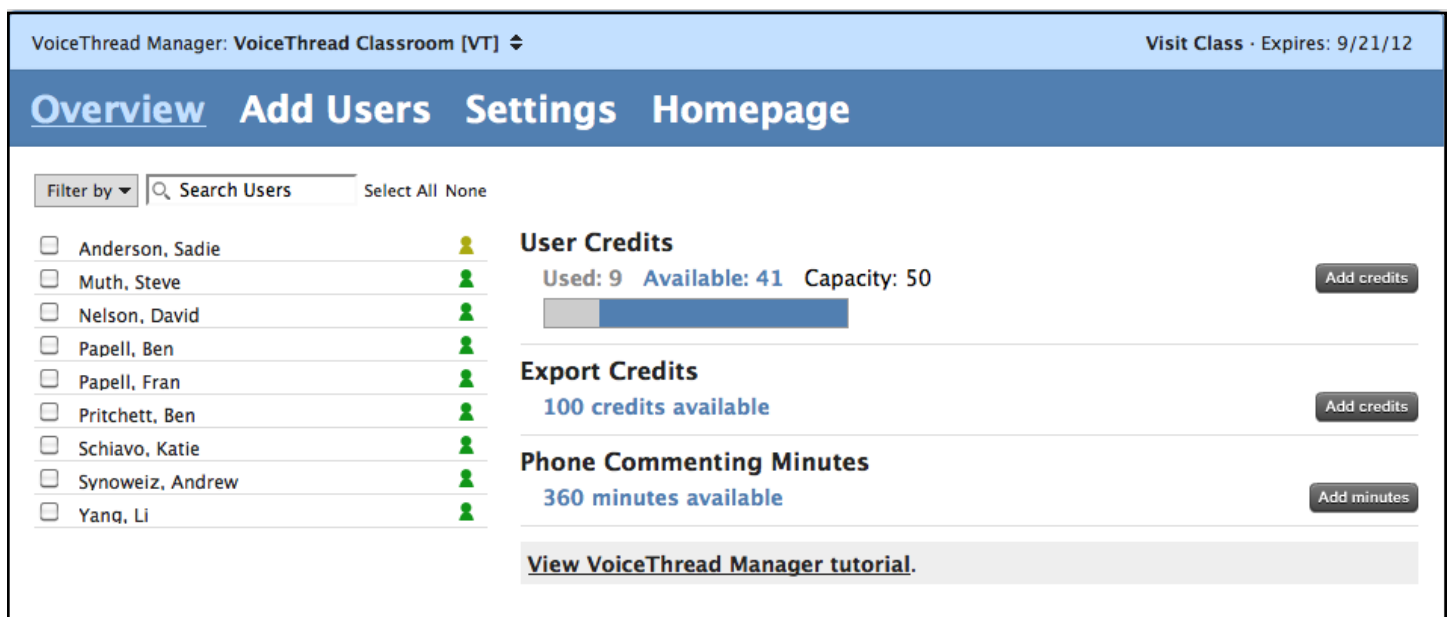 VoiceThread Manager: VoiceThread Classroom [VT]
Visit Class · Expires: 9/21/12
Overview Add Users Settings Homepage
Filter by Search Users Select All None
Anderson, Sadie
Muth, Steve
Nelson, David
Papell, Ben
Papell, Fran
Pritchett, Ben
Schiavo, Katie
Synoweiz, Andrew
Yang, Li
User Credits
Used: 9 Available: 41 Capacity: 50
Add credits
Export Credits
100 credits available
Add credits
Phone Commenting Minutes
360 minutes available
Add minutes
View VoiceThread Manager tutorial.